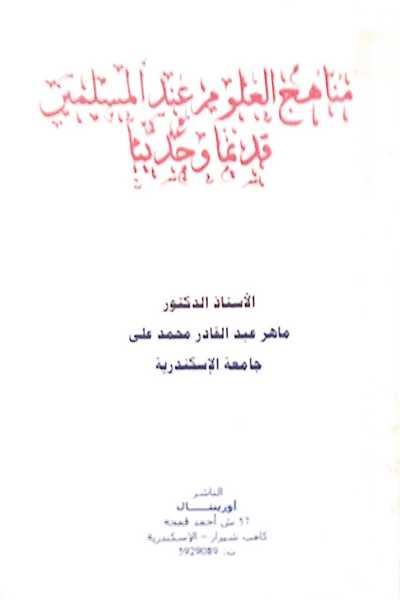 مناهج العلوم عند المسلمين
قديما وحديثا
الأستاذ الدكتور
ماهر عبد القادر محمد على
جامعة الإسكندرية
الناشر
أورينتال
57 ش أحمد قمحه
كامب شيزار - الإسكندرية
ت: 5929089